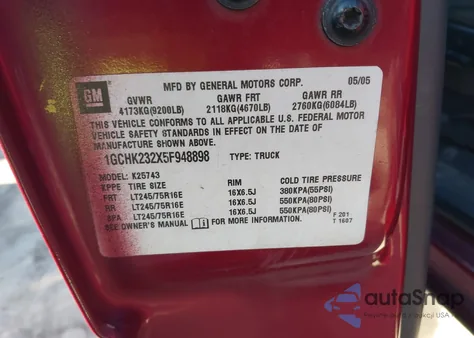 GM
MFD BY GENERAL MOTORS CORP. 05/05
GVWR GAWR FRT GAWR RR
4173KG(9200LB) 2118KG(4670LB) 2760KG(6084LB)
THIS VEHICLE CONFORMS TO ALL APPLICABLE U.S. FEDERAL MOTOR
VEHICLE SAFETY STANDARDS IN EFFECT ON THE DATE OF
MANUFACTURE SHOWN ABOVE.
1GCHK232X5F948898 TYPE: TRUCK
MODEL: K25743
TIRE SIZE RIM COLD TIRE PRESSURE
FRT LT245/75R16E 16X6.5J 380KPA(55PSI)
RR LT245/75R16E 16X6.5J 550KPA(80PSI)
SPA LT245/75R16E 16X6.5J 550KPA(80PSI)
SEE OWNER'S MANUAL FOR MORE INFORMATION.
F 201
T 1607
autoSnap